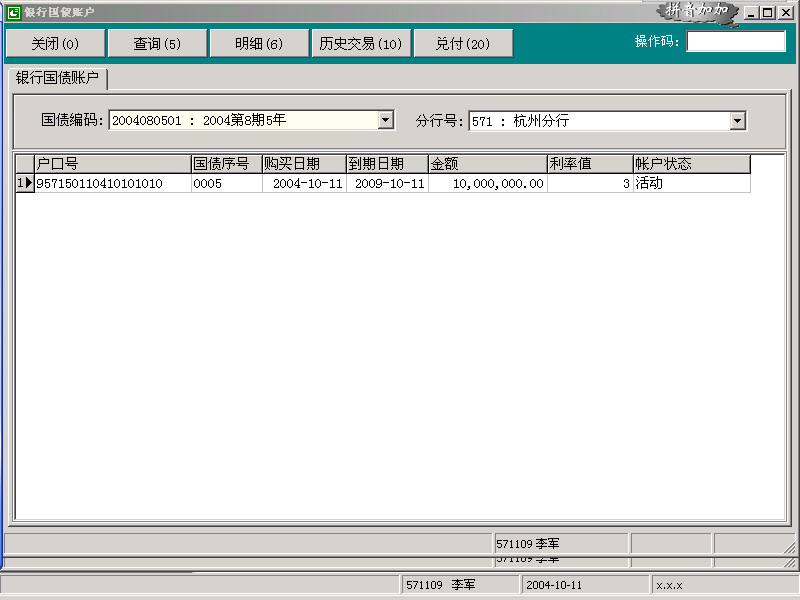 银行国债账户
拼音加加
关闭(0) 查询(5) 明细(6) 历史交易(10) 兑付(20) 操作码:
银行国债账户
国债编码: 2004080501 : 2004第8期5年 分行号: 571 : 杭州分行
户口号 国债序号 购买日期 到期日期 金额 利率值 帐户状态
1 957150110410101010 0005 2004-10-11 2009-10-11 10,000,000.00 3 活动
571109 李军
571109 李军
571109 李军 2004-10-11 x.x.x